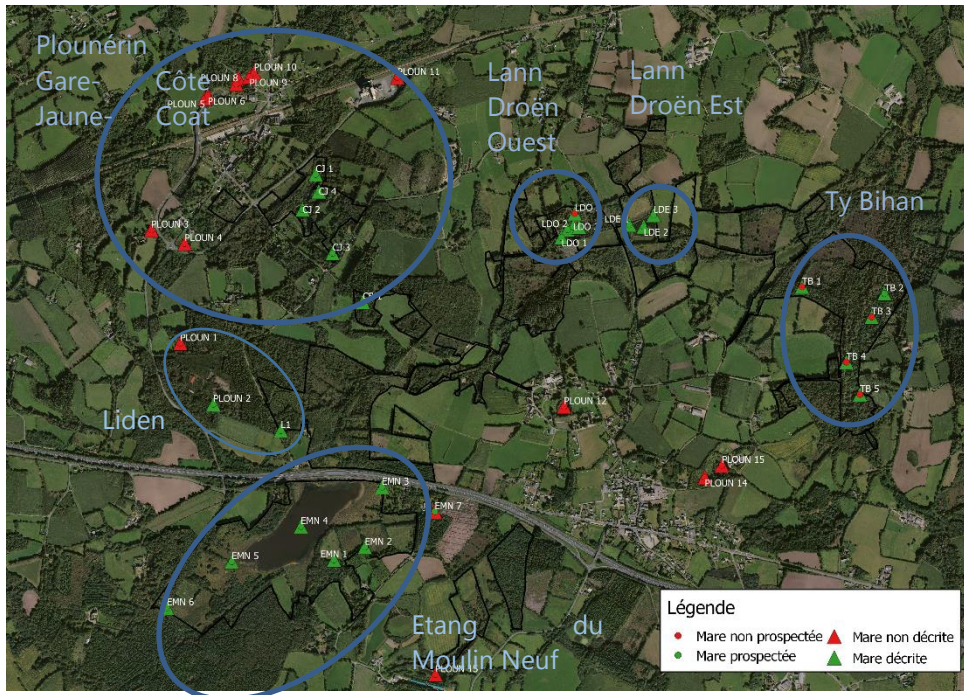 Plounérin
Gare-
Jaune-
Côte
Coat
PLOUN 10
PLOUN 8
PLOUN 9
PLOUN 5
PLOUN 6
PLOUN 11
CJ 1
CJ 4
CJ 2
CJ 3
PLOUN 3
PLOUN 4
Lann
Droën
Ouest
Lann
Droën Est
LDO
LDO 2
LDO
LDO 1
LDE
LDE 3
LDE 2
Ty Bihan
TB 1
TB 2
TB 3
TB 4
TB 5
PLOUN 1
PLOUN 2
L1
Liden
PLOUN 12
PLOUN 15
PLOUN 14
EMN 3
EMN 7
EMN 4
EMN 2
EMN 1
EMN 5
EMN 6
Etang du
Moulin Neuf
PLOUN 13
Légende
Mare non prospectée
Mare non décrite
Mare prospectée
Mare décrite